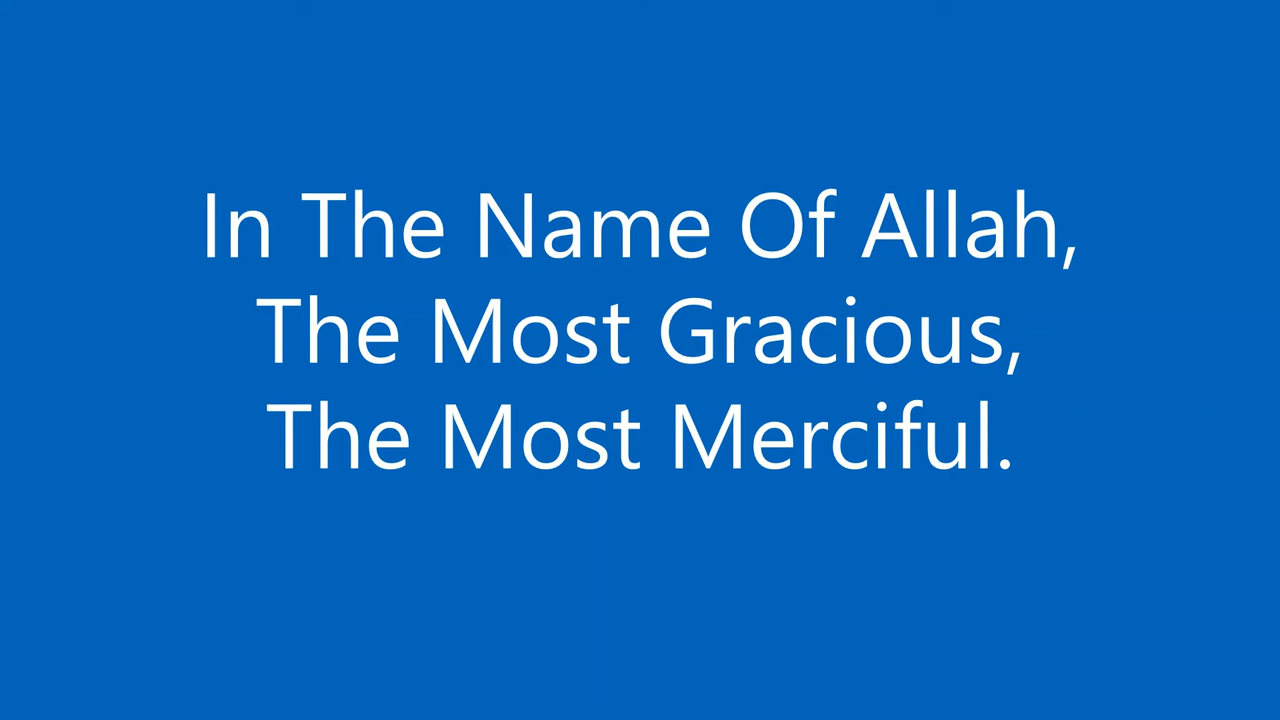 In The Name Of Allah,
The Most Gracious,
The Most Merciful.